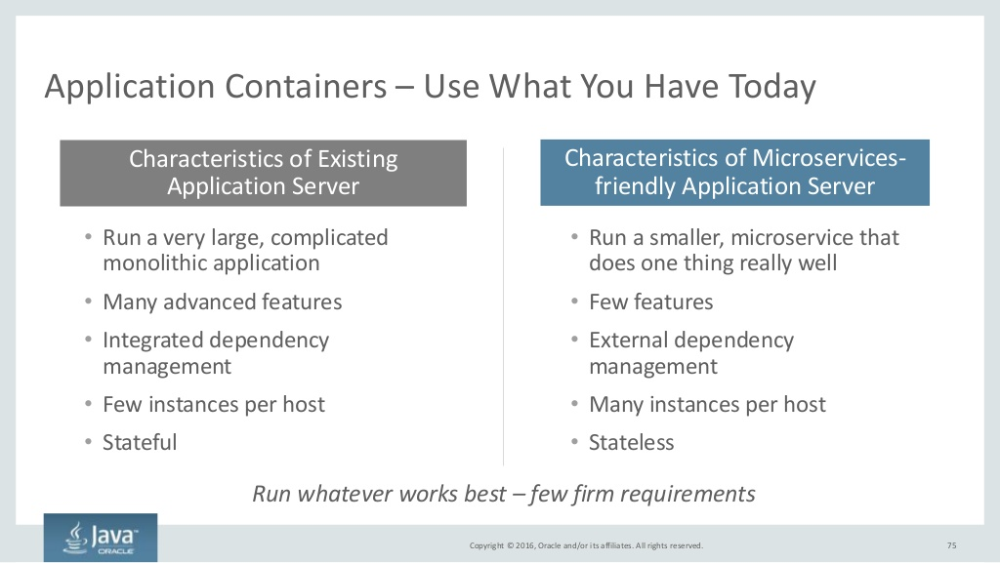 Application Containers – Use What You Have Today
Characteristics of Existing
Application Server
• Run a very large, complicated
monolithic application
• Many advanced features
• Integrated dependency
management
• Few instances per host
• Stateful
Characteristics of Microservices-
friendly Application Server
• Run a smaller, microservice that
does one thing really well
• Few features
• External dependency
management
• Many instances per host
• Stateless
Run whatever works best – few firm requirements
Java™
ORACLE
Copyright © 2016, Oracle and/or its affiliates. All rights reserved.
75